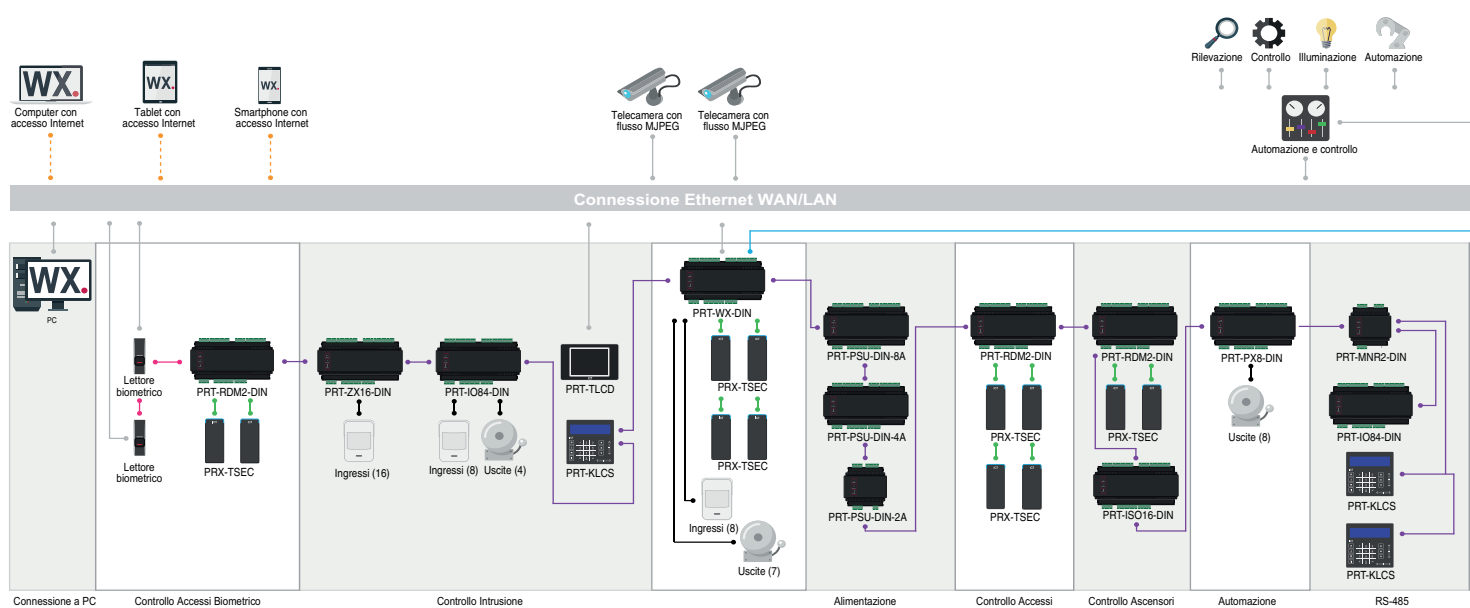 Rilevazione
Controllo
Illuminazione
Automazione
WX.
Computer con
accesso Internet
WX.
Tablet con
accesso Internet
WX.
Smartphone con
accesso Internet
Telecamera con
flusso MJPEG
Telecamera con
flusso MJPEG
Automazione e controllo
Connessione Ethernet WAN/LAN
WX.
PC
Lettore
biometrico
Lettore
biometrico
PRT-RDM2-DIN
PRX-TSEC
PRT-ZX16-DIN
Ingressi (16)
PRT-IO84-DIN
Ingressi (8)
Uscite (4)
PRT-TLCD
PRT-KLCS
PRT-WX-DIN
PRX-TSEC
PRX-TSEC
Ingressi (8)
Uscite (7)
PRT-PSU-DIN-8A
PRT-PSU-DIN-4A
PRT-PSU-DIN-2A
PRT-RDM2-DIN
PRX-TSEC
PRX-TSEC
PRT-RDM2-DIN
PRX-TSEC
PRT-ISO16-DIN
PRT-PX8-DIN
Uscite (8)
PRT-MNR2-DIN
PRT-IO84-DIN
PRT-KLCS
PRT-KLCS
Connessione a PC
Controllo Accessi Biometrico
Controllo Intrusione
Alimentazione
Controllo Accessi
Controllo Ascensori
Automazione
RS-485